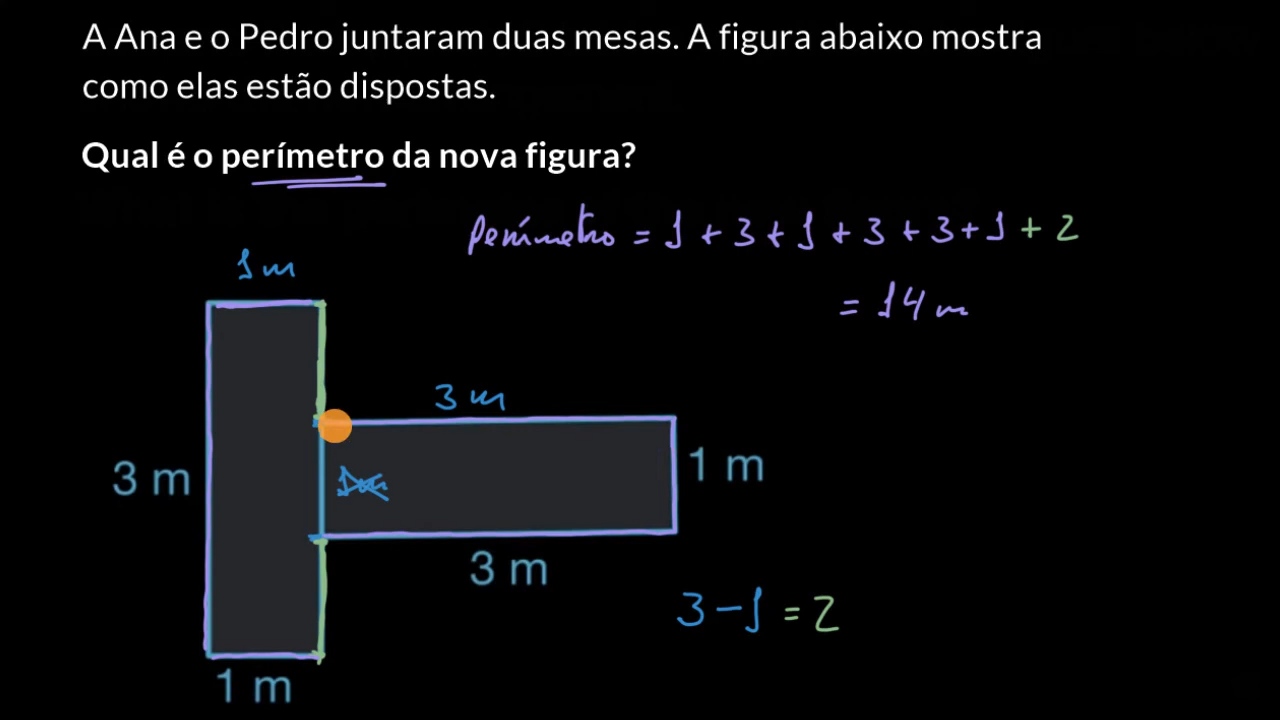 A Ana e o Pedro juntaram duas mesas. A figura abaixo mostra
como elas estão dispostas.
Qual é o perímetro da nova figura?
Perímetro = 1 + 3 + 1 + 3 + 3 + 1 + 2
= 14 m
1 m
3 m
3 m
1 m
3 m
3 - 1 = 2
1 m